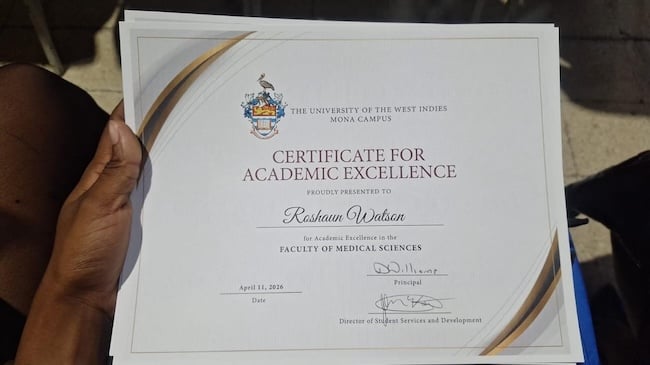 THE UNIVERSITY OF THE WEST INDIES
MONA CAMPUS
CERTIFICATE FOR
ACADEMIC EXCELLENCE
PROUDLY PRESENTED TO
Roshaun Watson
for Academic Excellence in the
FACULTY OF MEDICAL SCIENCES
DWilliams
Principal
April 11, 2026
Date
Director of Student Services and Development